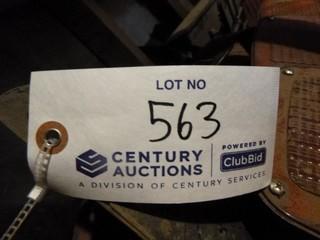 LOT NO
563
CENTURY AUCTIONS
POWERED BY
ClubBid
A DIVISION OF CENTURY SERVICES